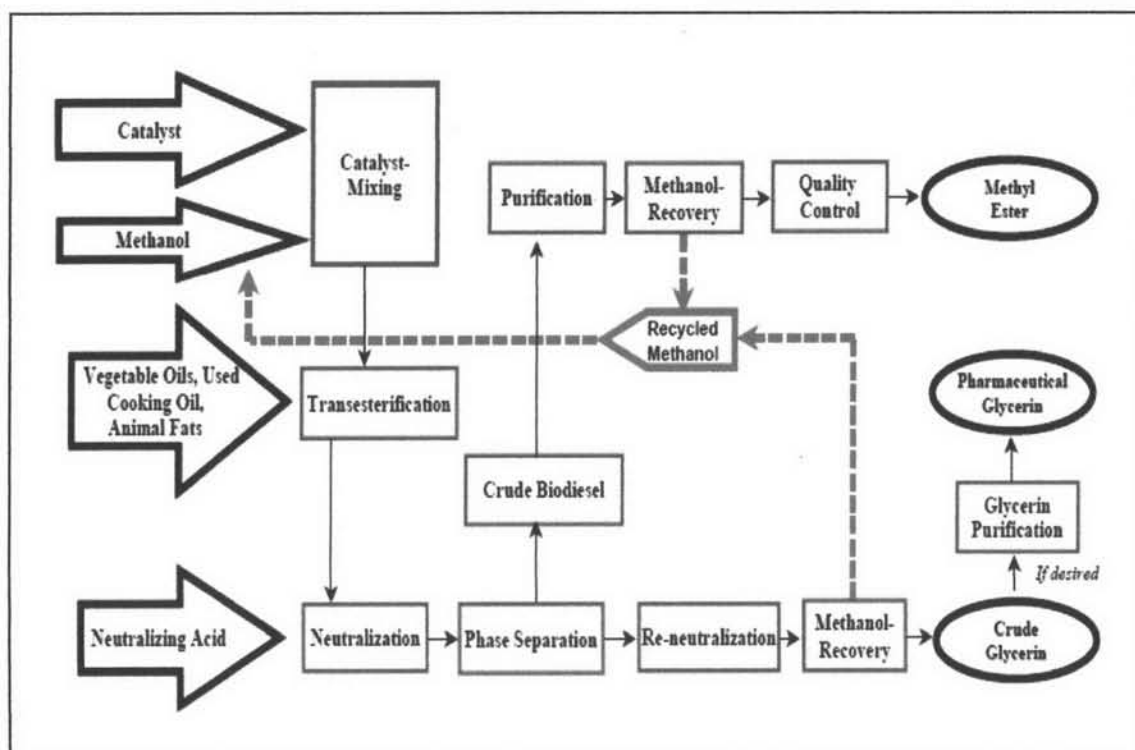 Catalyst
Methanol
Catalyst-
Mixing
Purification
Methanol-
Recovery
Quality
Control
Methyl
Ester
Recycled
Methanol
Vegetable Oils, Used
Cooking Oil,
Animal Fats
Transesterification
Pharmaceutical
Glycerin
Crude Biodiesel
Glycerin
Purification
If desired
Neutralizing Acid
Neutralization
Phase Separation
Re-neutralization
Methanol-
Recovery
Crude
Glycerin